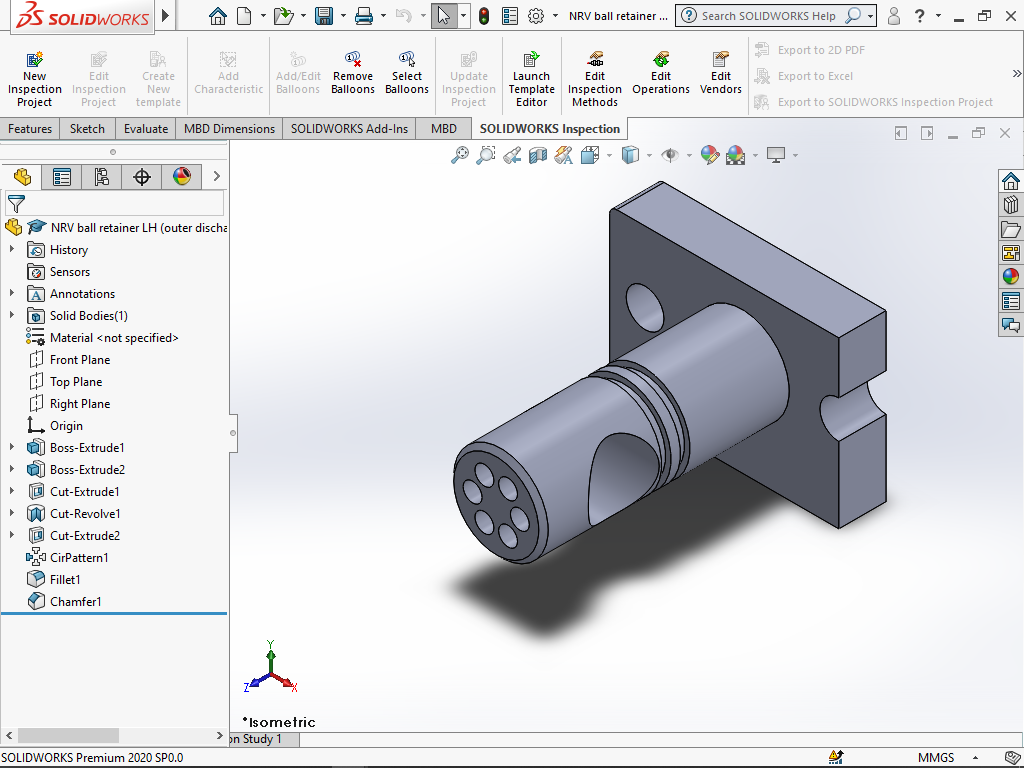 SOLIDWORKS
NRV ball retainer ...
Search SOLIDWORKS Help
?
New Inspection Project
Edit Inspection Project
Create New template
Add Characteristic
Add/Edit Balloons
Remove Balloons
Select Balloons
Update Inspection Project
Launch Template Editor
Edit Inspection Methods
Edit Operations
Edit Vendors
Export to 2D PDF
Export to Excel
Export to SOLIDWORKS Inspection Project
Features
Sketch
Evaluate
MBD Dimensions
SOLIDWORKS Add-Ins
MBD
SOLIDWORKS Inspection
NRV ball retainer LH (outer discha
History
Sensors
Annotations
Solid Bodies(1)
Material <not specified>
Front Plane
Top Plane
Right Plane
Origin
Boss-Extrude1
Boss-Extrude2
Cut-Extrude1
Cut-Revolve1
Cut-Extrude2
CirPattern1
Fillet1
Chamfer1
Y
Z
X
*Isometric
on Study 1
SOLIDWORKS Premium 2020 SP0.0
MMGS